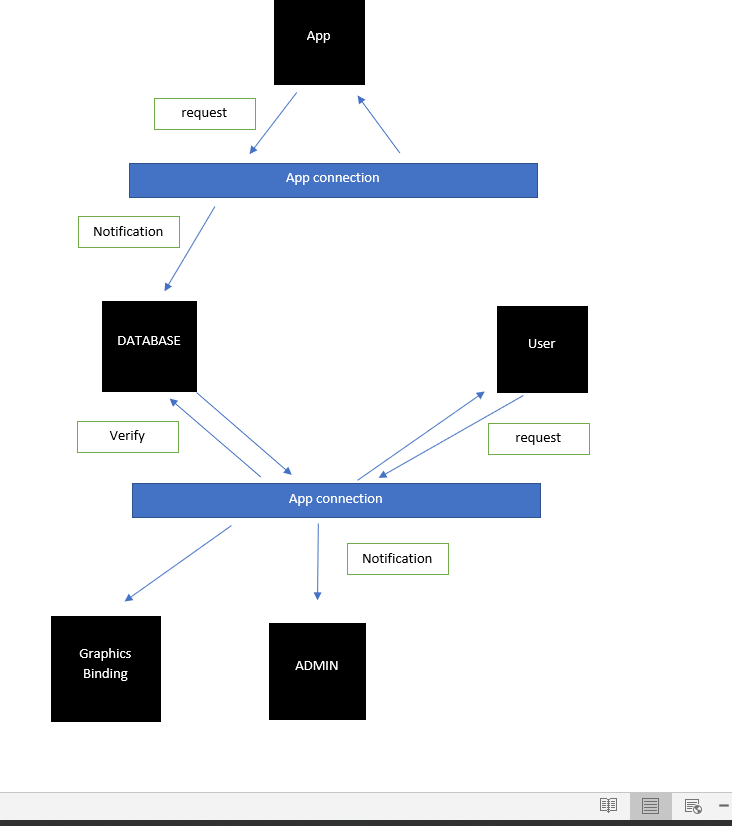 App
request
App connection
Notification
DATABASE
User
Verify
request
App connection
Notification
Graphics
Binding
ADMIN